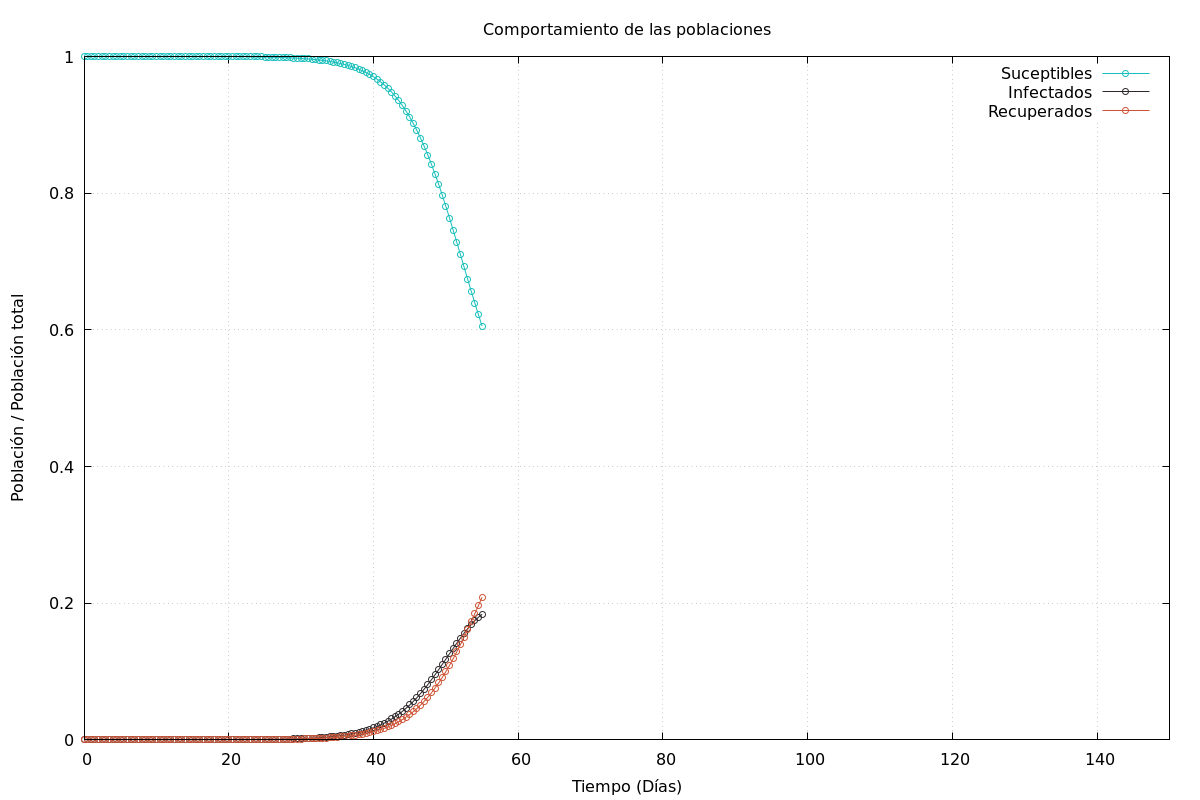 Comportamiento de las poblaciones
Suceptibles
Infectados
Recuperados
1
0.8
0.6
0.4
0.2
0
Población / Población total
0 20 40 60 80 100 120 140
Tiempo (Días)